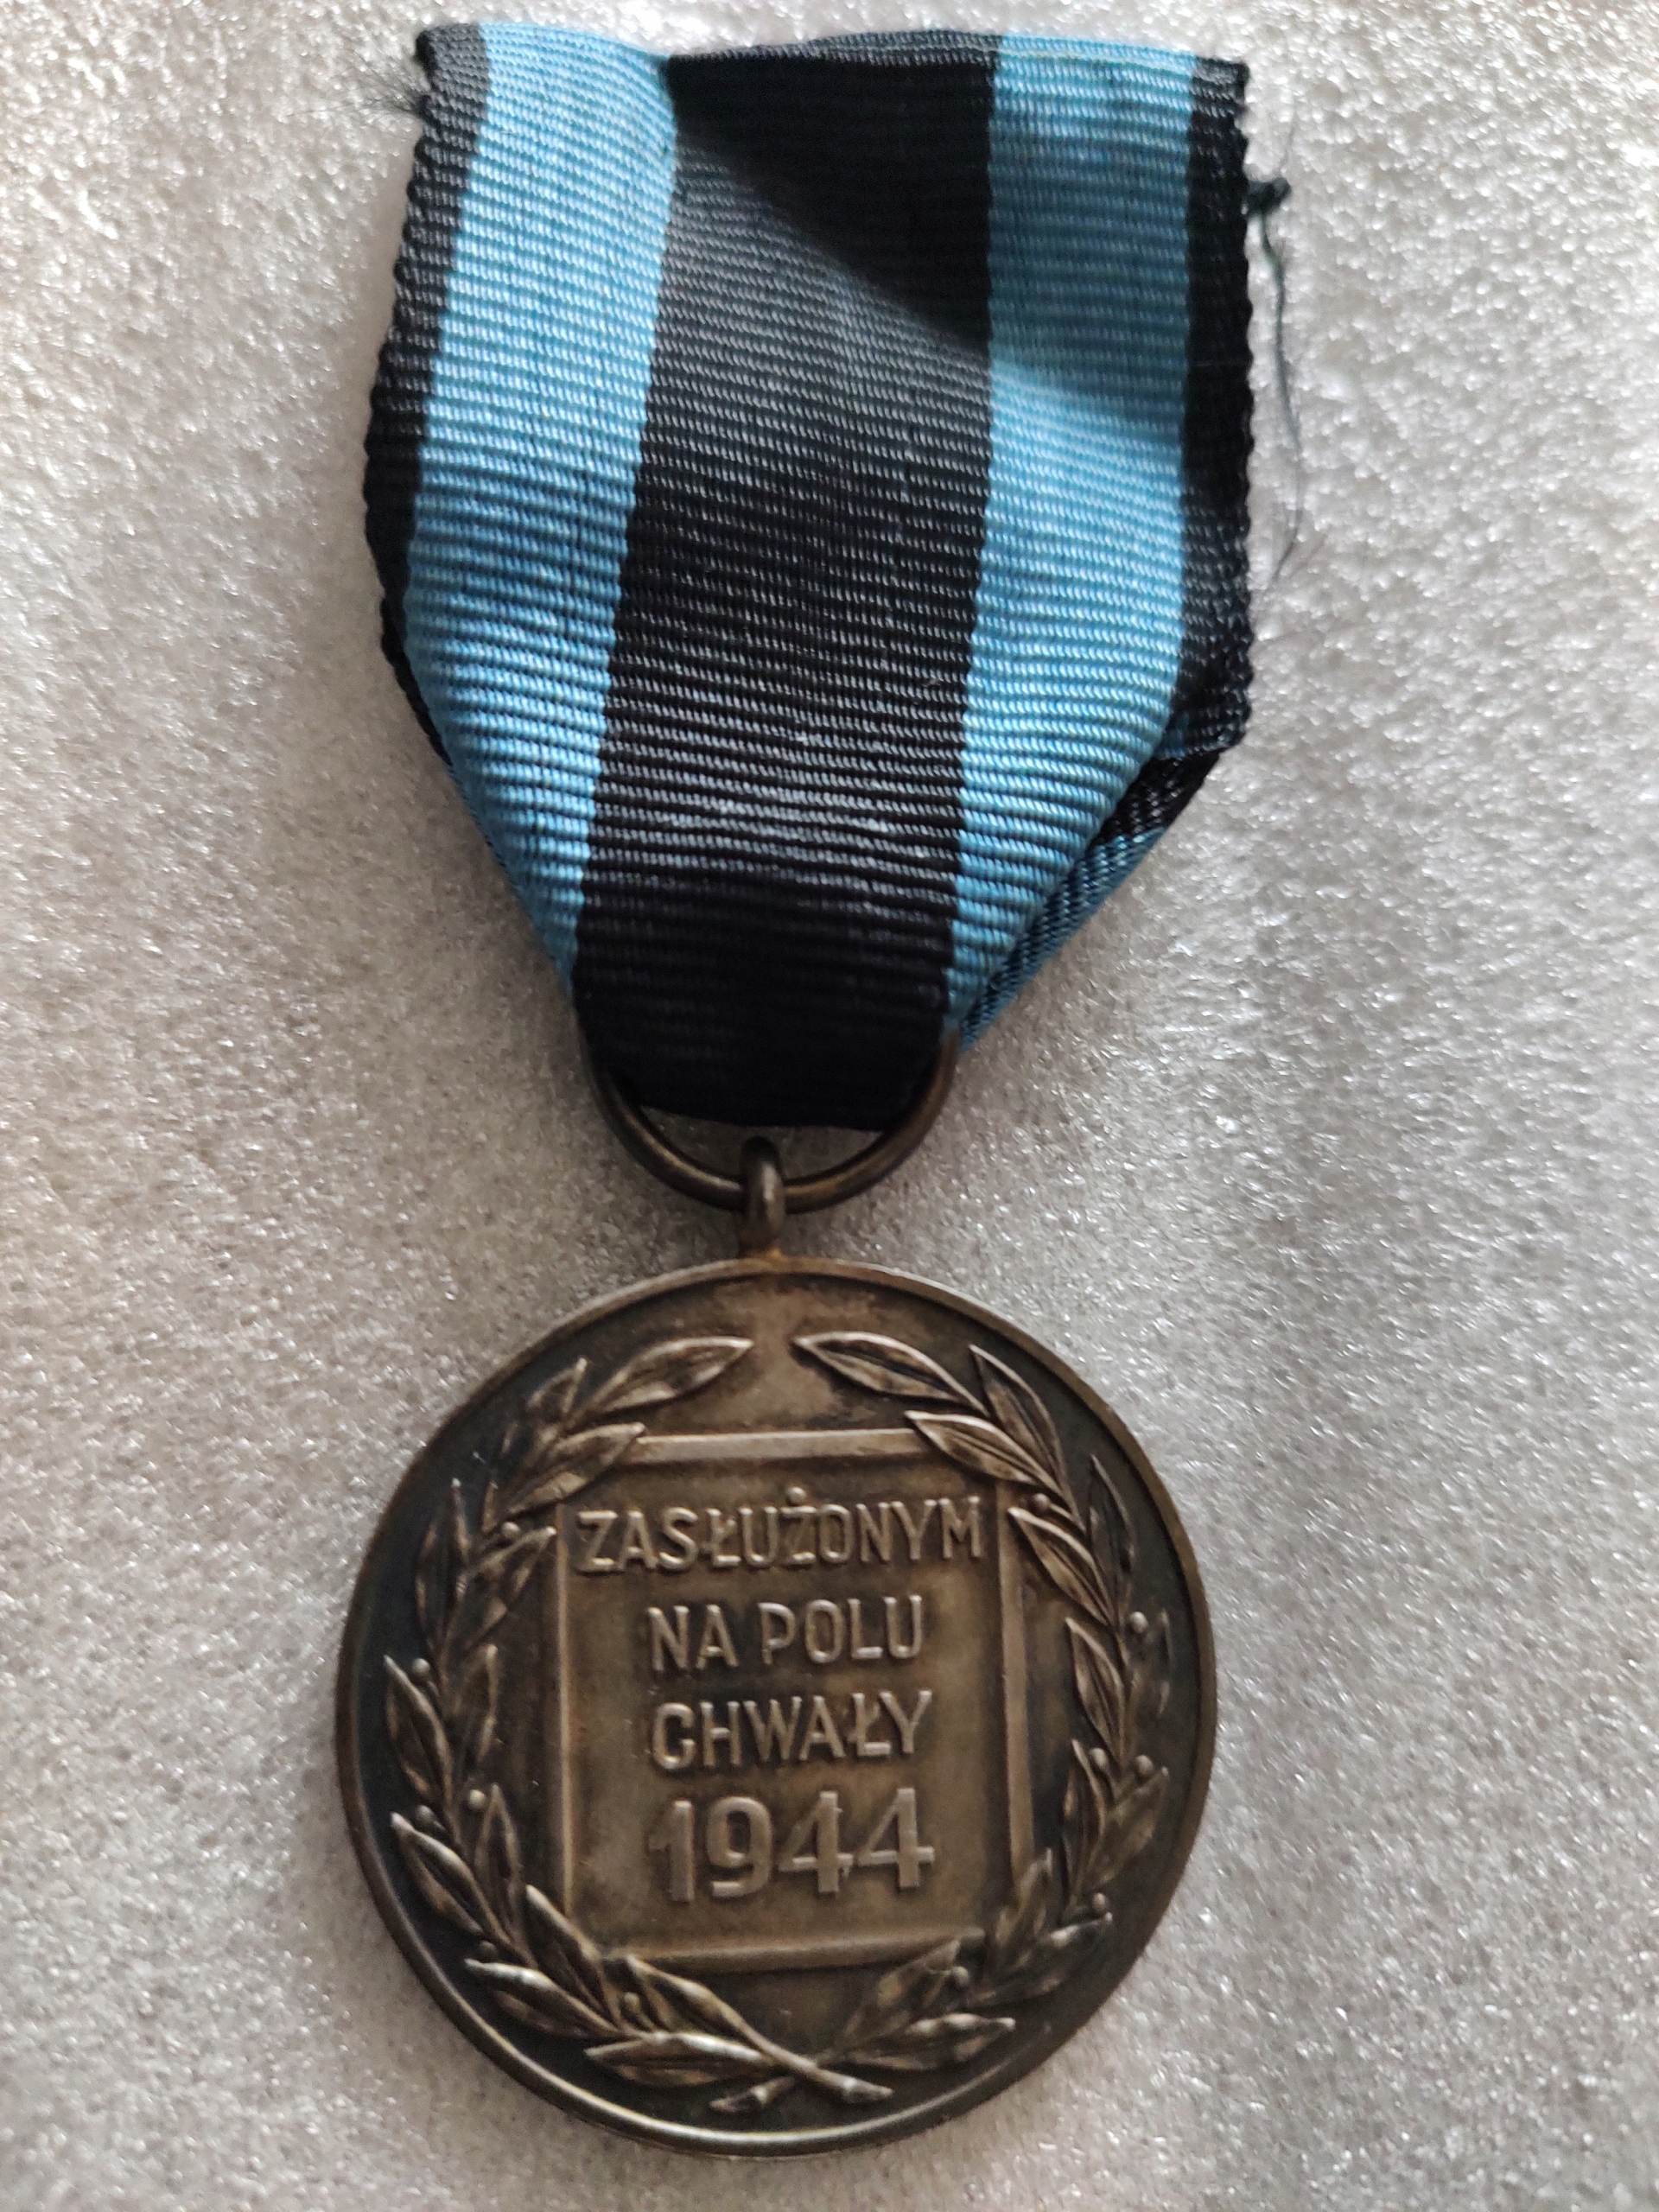 ZASŁUŻONYM
NA POLU
CHWAŁY
1944